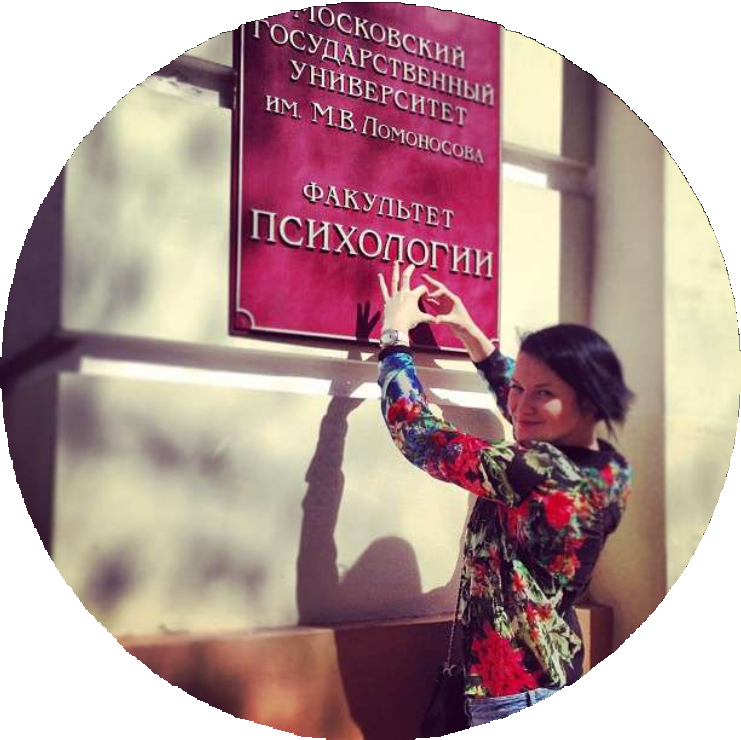 Московский
государственный
университет
им. М.В. Ломоносова
факультет
психологии